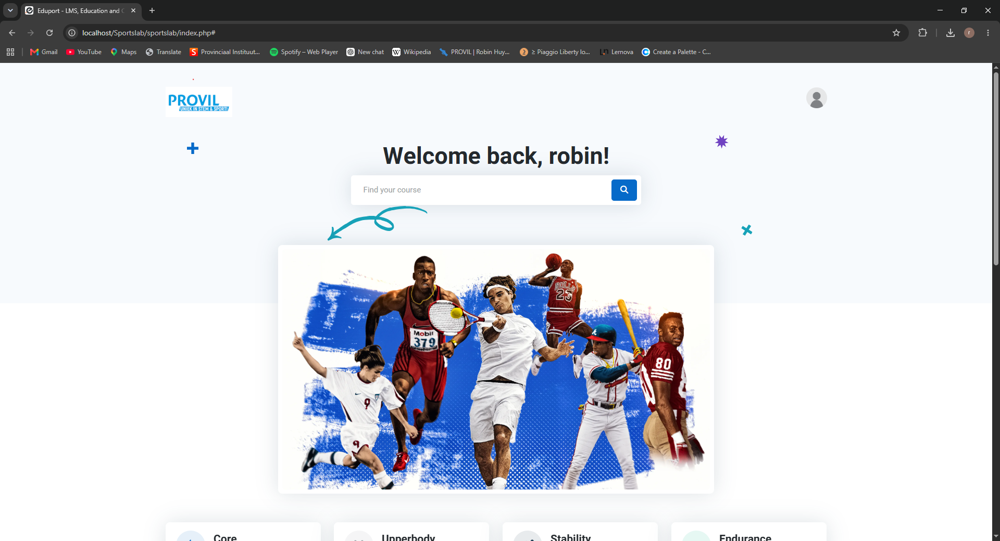 Eduport - LMS, Education and C
localhost/Sportslab/sportslab/index.php#
r
Gmail
YouTube
Maps
Translate
S
Provinciaal Instituut...
Spotify – Web Player
New chat
W
Wikipedia
PROVIL | Robin Huy...
≥ Piaggio Liberty lo...
Lernova
Create a Palette - C...
PROVIL
UNIEK IN STEM & SPORT!
Welcome back, robin!
Find your course
BULLS
23
Mobil
379
A
80
9
9
Core
Upperbody
Stability
Endurance